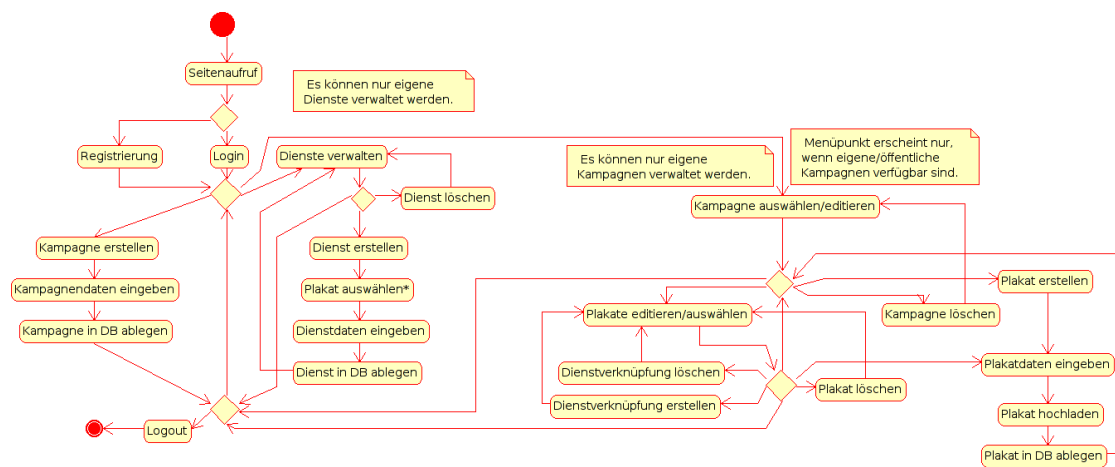 Seitenaufruf
Es können nur eigene
Dienste verwaltet werden.
Registrierung
Login
Dienste verwalten
Es können nur eigene
Kampagnen verwaltet werden.
Menüpunkt erscheint nur,
wenn eigene/öffentliche
Kampagnen verfügbar sind.
Dienst löschen
Kampagne auswählen/editieren
Kampagne erstellen
Dienst erstellen
Kampagnendaten eingeben
Plakat auswählen*
Plakat erstellen
Kampagne in DB ablegen
Dienstdaten eingeben
Plakate editieren/auswählen
Kampagne löschen
Dienst in DB ablegen
Dienstverknüpfung löschen
Plakatdaten eingeben
Plakat löschen
Dienstverknüpfung erstellen
Plakat hochladen
Logout
Plakat in DB ablegen